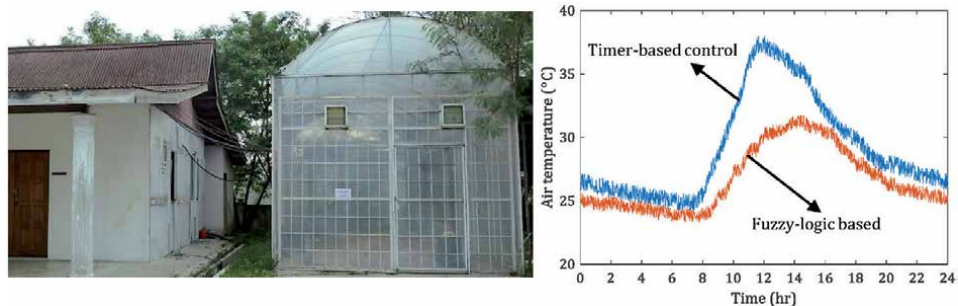 40
35
30
25
20
Air temperature (°C)
Timer-based control
Fuzzy-logic based
0 2 4 6 8 10 12 14 16 18 20 22 24
Time (hr)